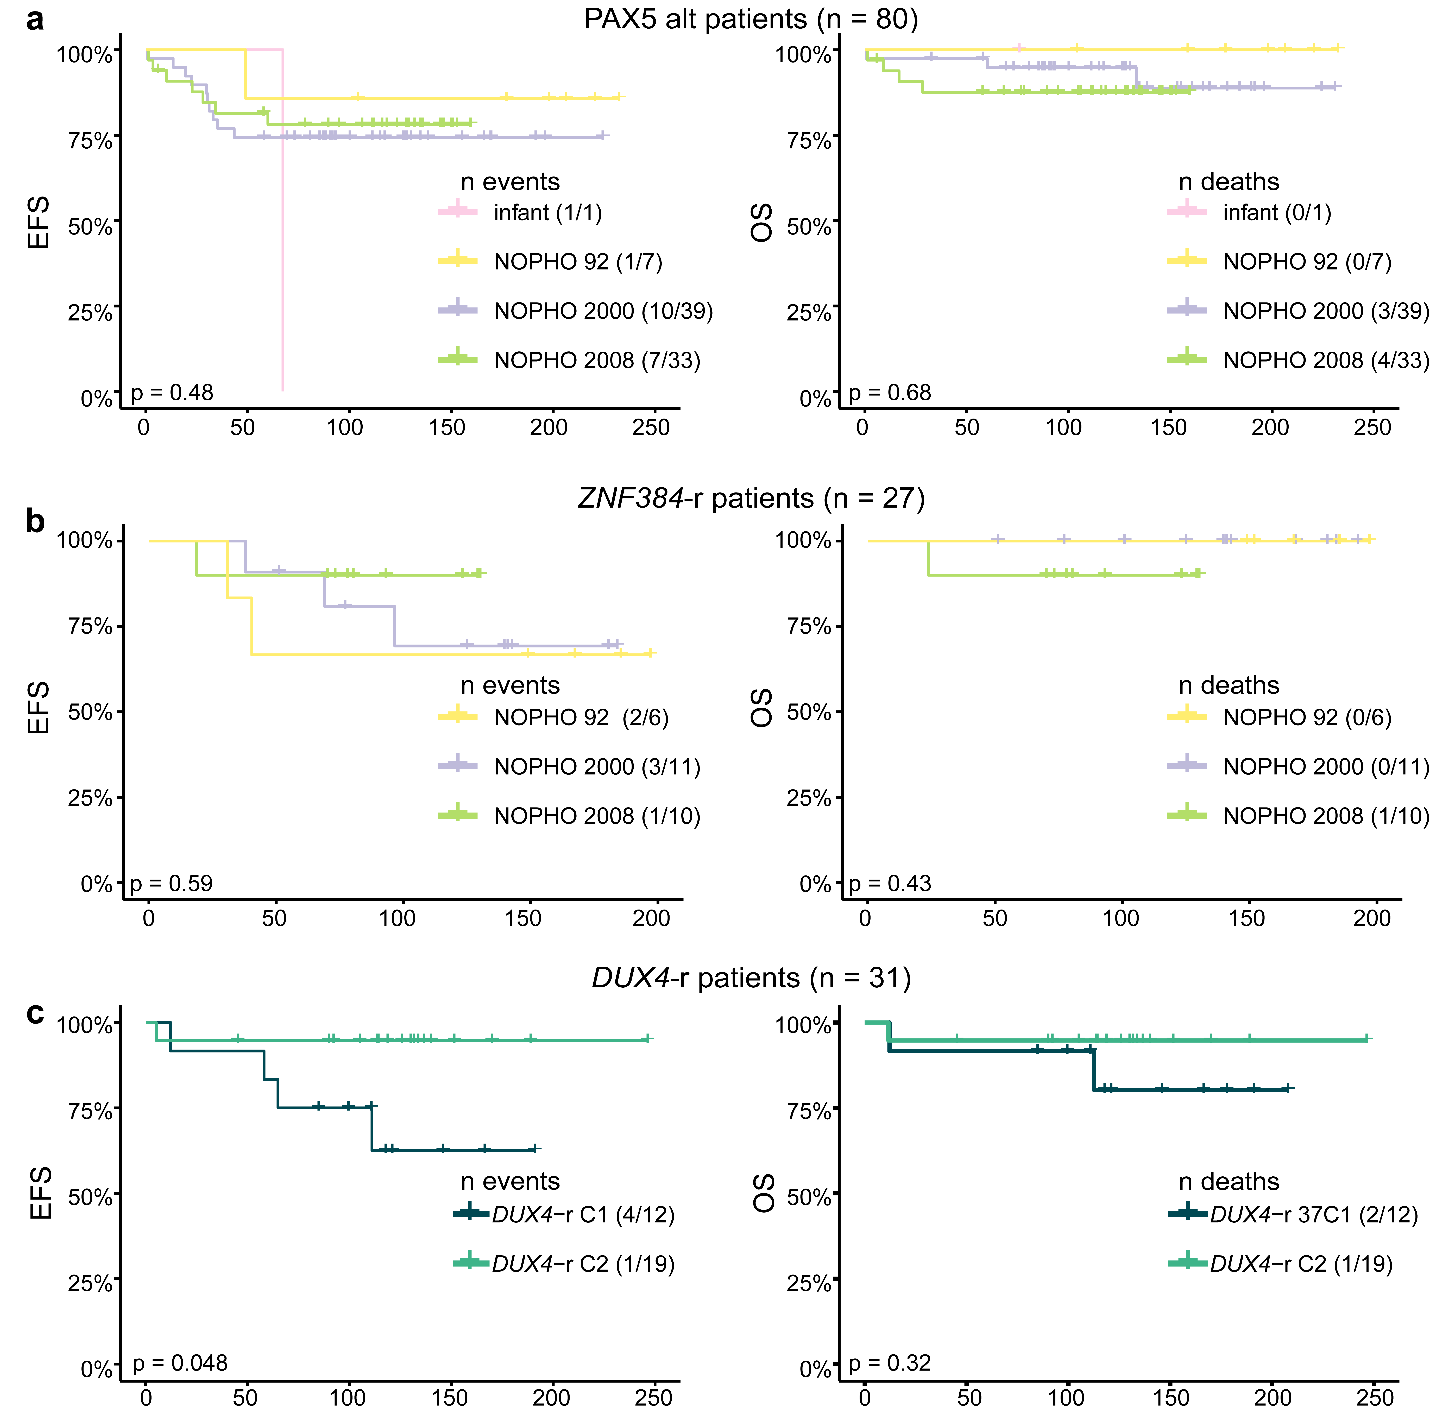 a
PAX5 alt patients (n = 80)
100%
75%
50%
25%
0%
EFS
n events
infant (1/1)
NOPHO 92 (1/7)
NOPHO 2000 (10/39)
NOPHO 2008 (7/33)
p = 0.48
0 50 100 150 200 250
100%
75%
50%
25%
0%
OS
n deaths
infant (0/1)
NOPHO 92 (0/7)
NOPHO 2000 (3/39)
NOPHO 2008 (4/33)
p = 0.68
0 50 100 150 200 250
b
ZNF384-r patients (n = 27)
100%
75%
50%
25%
0%
EFS
n events
NOPHO 92 (2/6)
NOPHO 2000 (3/11)
NOPHO 2008 (1/10)
p = 0.59
0 50 100 150 200
100%
75%
50%
25%
0%
OS
n deaths
NOPHO 92 (0/6)
NOPHO 2000 (0/11)
NOPHO 2008 (1/10)
p = 0.43
0 50 100 150 200
c
DUX4-r patients (n = 31)
100%
75%
50%
25%
0%
EFS
n events
DUX4−r C1 (4/12)
DUX4−r C2 (1/19)
p = 0.048
0 50 100 150 200 250
100%
75%
50%
25%
0%
OS
n deaths
DUX4−r 37C1 (2/12)
DUX4−r C2 (1/19)
p = 0.32
0 50 100 150 200 250